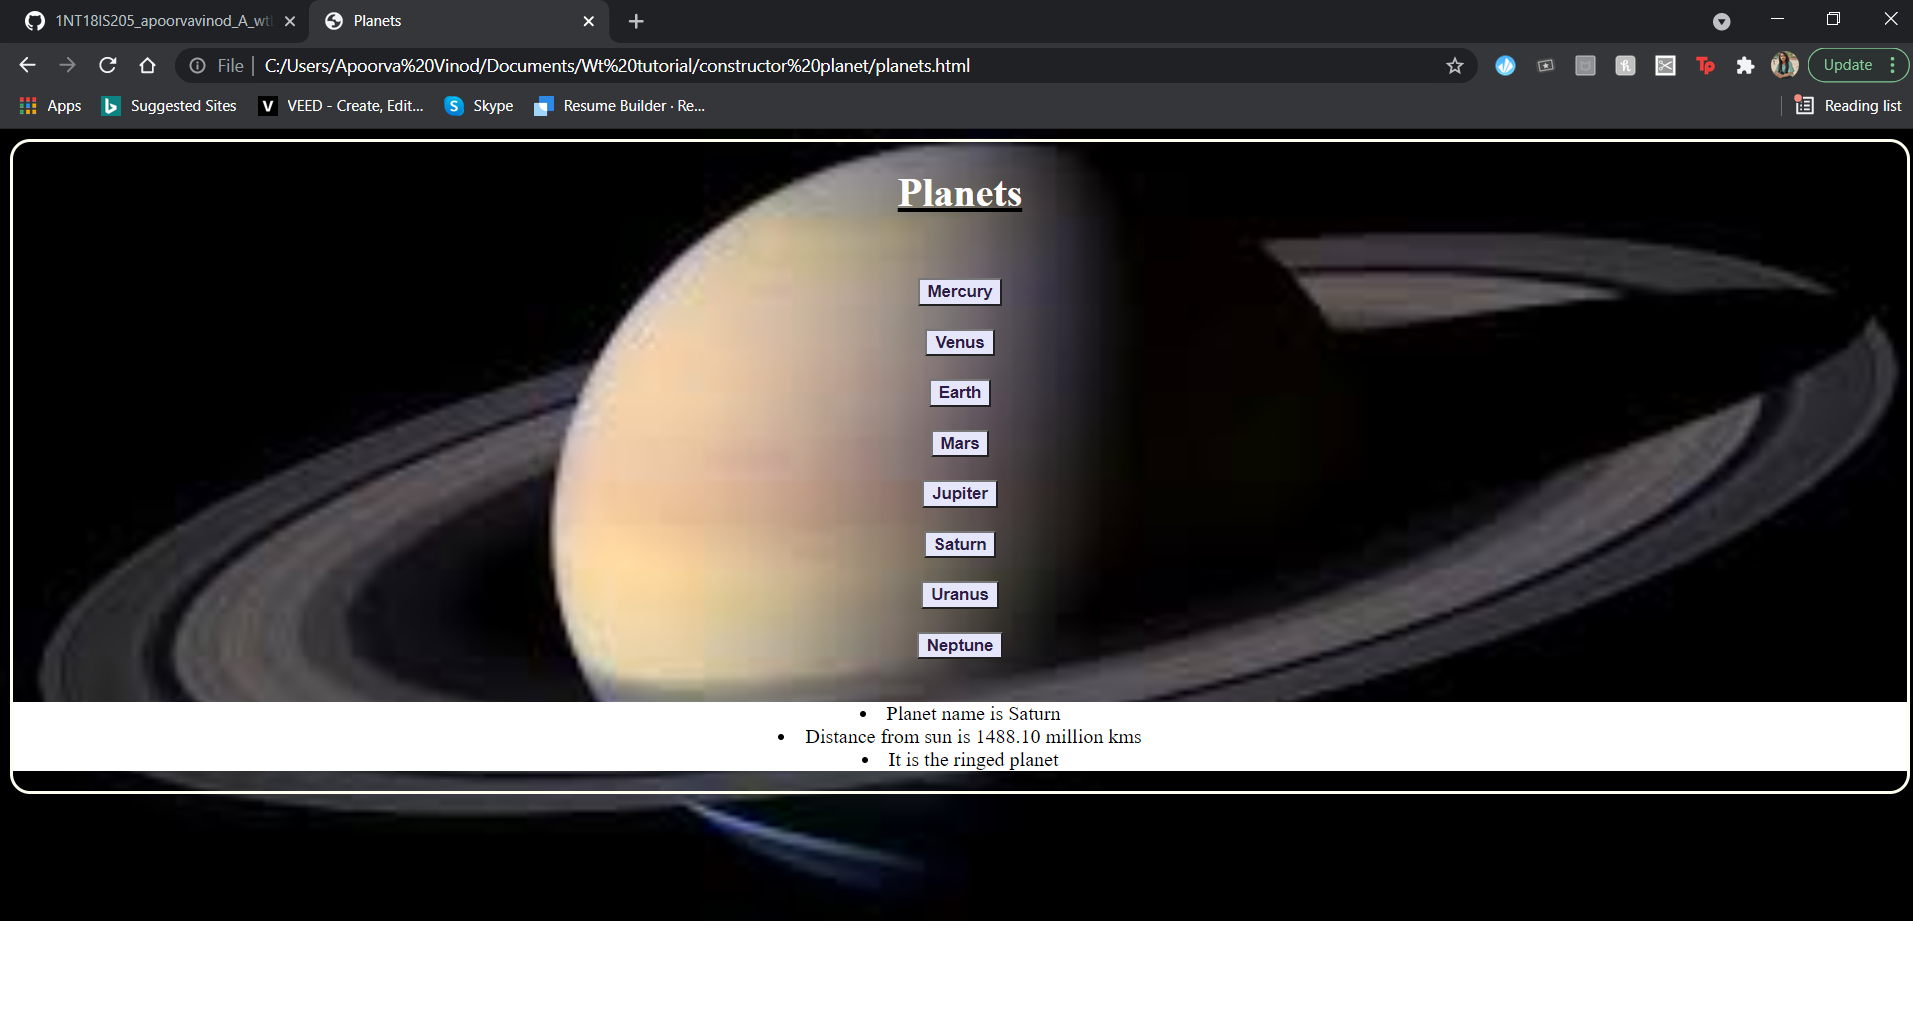 1NT18IS205_apoorvavinod_A_wt
Planets
File
C:/Users/Apoorva%20Vinod/Documents/Wt%20tutorial/constructor%20planet/planets.html
Tp
Update
Apps
Suggested Sites
V
VEED - Create, Edit...
S
Skype
Resume Builder · Re...
Reading list
Planets
Mercury
Venus
Earth
Mars
Jupiter
Saturn
Uranus
Neptune
• Planet name is Saturn
• Distance from sun is 1488.10 million kms
• It is the ringed planet